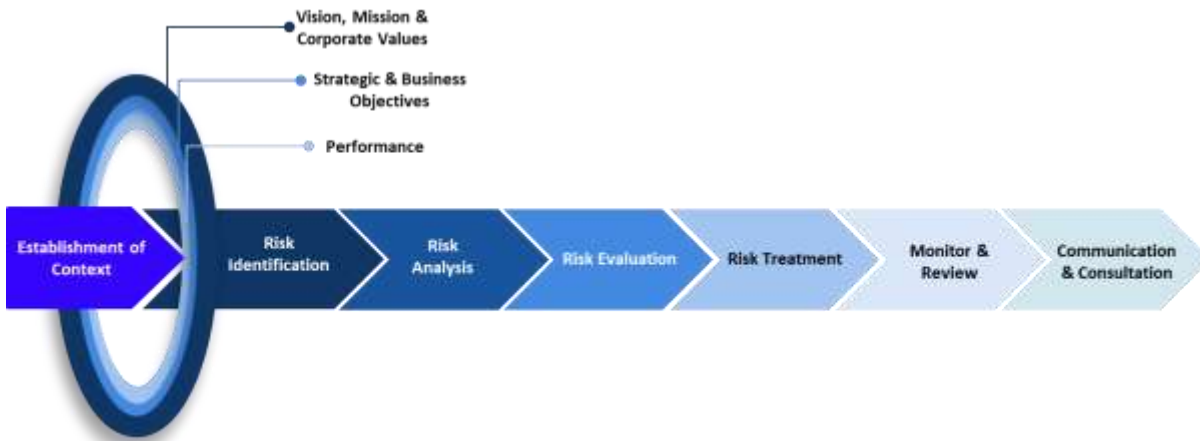 Vision, Mission &
Corporate Values
Strategic & Business
Objectives
Performance
Establishment of
Context
Risk
Identification
Risk
Analysis
Risk Evaluation
Risk Treatment
Monitor &
Review
Communication
& Consultation